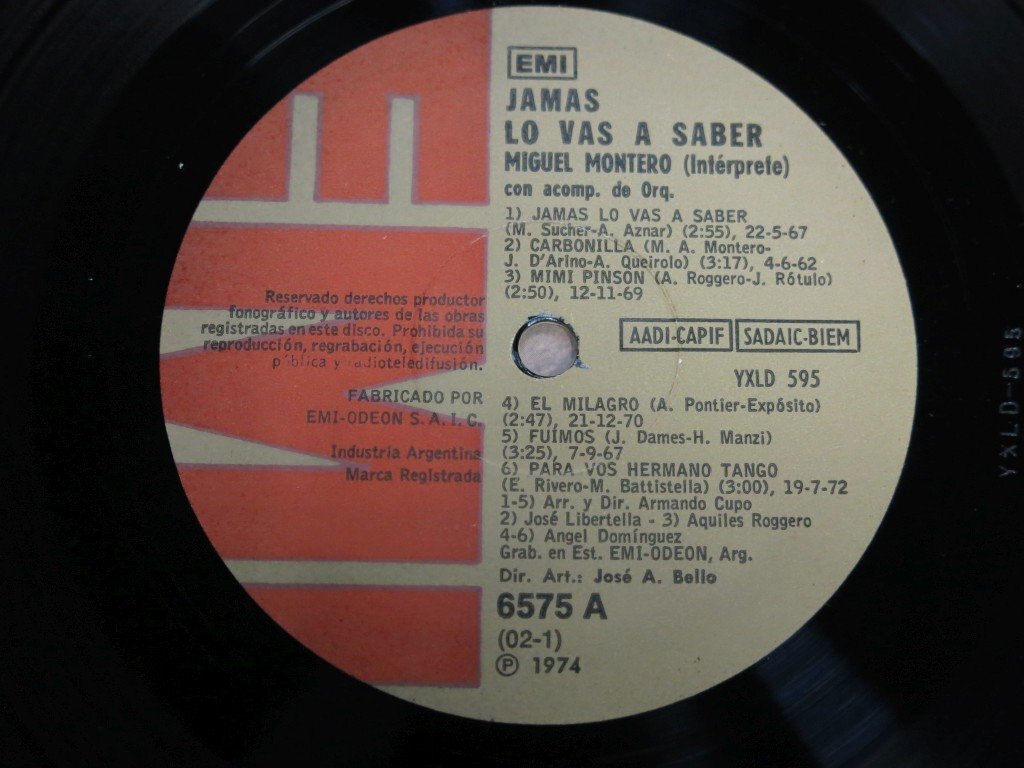 EMI
JAMAS
LO VAS A SABER
MIGUEL MONTERO (Intérprete)
con acomp. de Orq.
1) JAMAS LO VAS A SABER
(M. Sucher-A. Aznar) (2:55), 22-5-67
2) CARBONILLA (M. A. Montero-
J. D'Arino-A. Queirolo) (3:17), 4-6-62
3) MIMI PINSON (A. Roggero-J. Rótulo)
(2:50), 12-11-69
Reservado derechos productor
fonográfico y autores de las obras
registradas en este disco. Prohibida su
reproducción, regrabación, ejecución
pública y radioteledifusión.
FABRICADO POR
EMI-ODEON S.A.I.C.
Industria Argentina
Marca Registrada
AADI-CAPIF SADAIC-BIEM
YXLD 595
4) EL MILAGRO (A. Pontier-Expósito)
(2:47), 21-12-70
5) FUIMOS (J. Dames-H. Manzi)
(3:25), 7-9-67
6) PARA VOS HERMANO TANGO
(E. Rivero-M. Battistella) (3:00), 19-7-72
1-5) Arr. y Dir. Armando Cupo
2) José Libertella - 3) Aquiles Roggero
4-6) Angel Domínguez
Grab. en Est. EMI-ODEON, Arg.
Dir. Art.: José A. Bello
6575 A
(02-1)
℗ 1974
YXLD-595